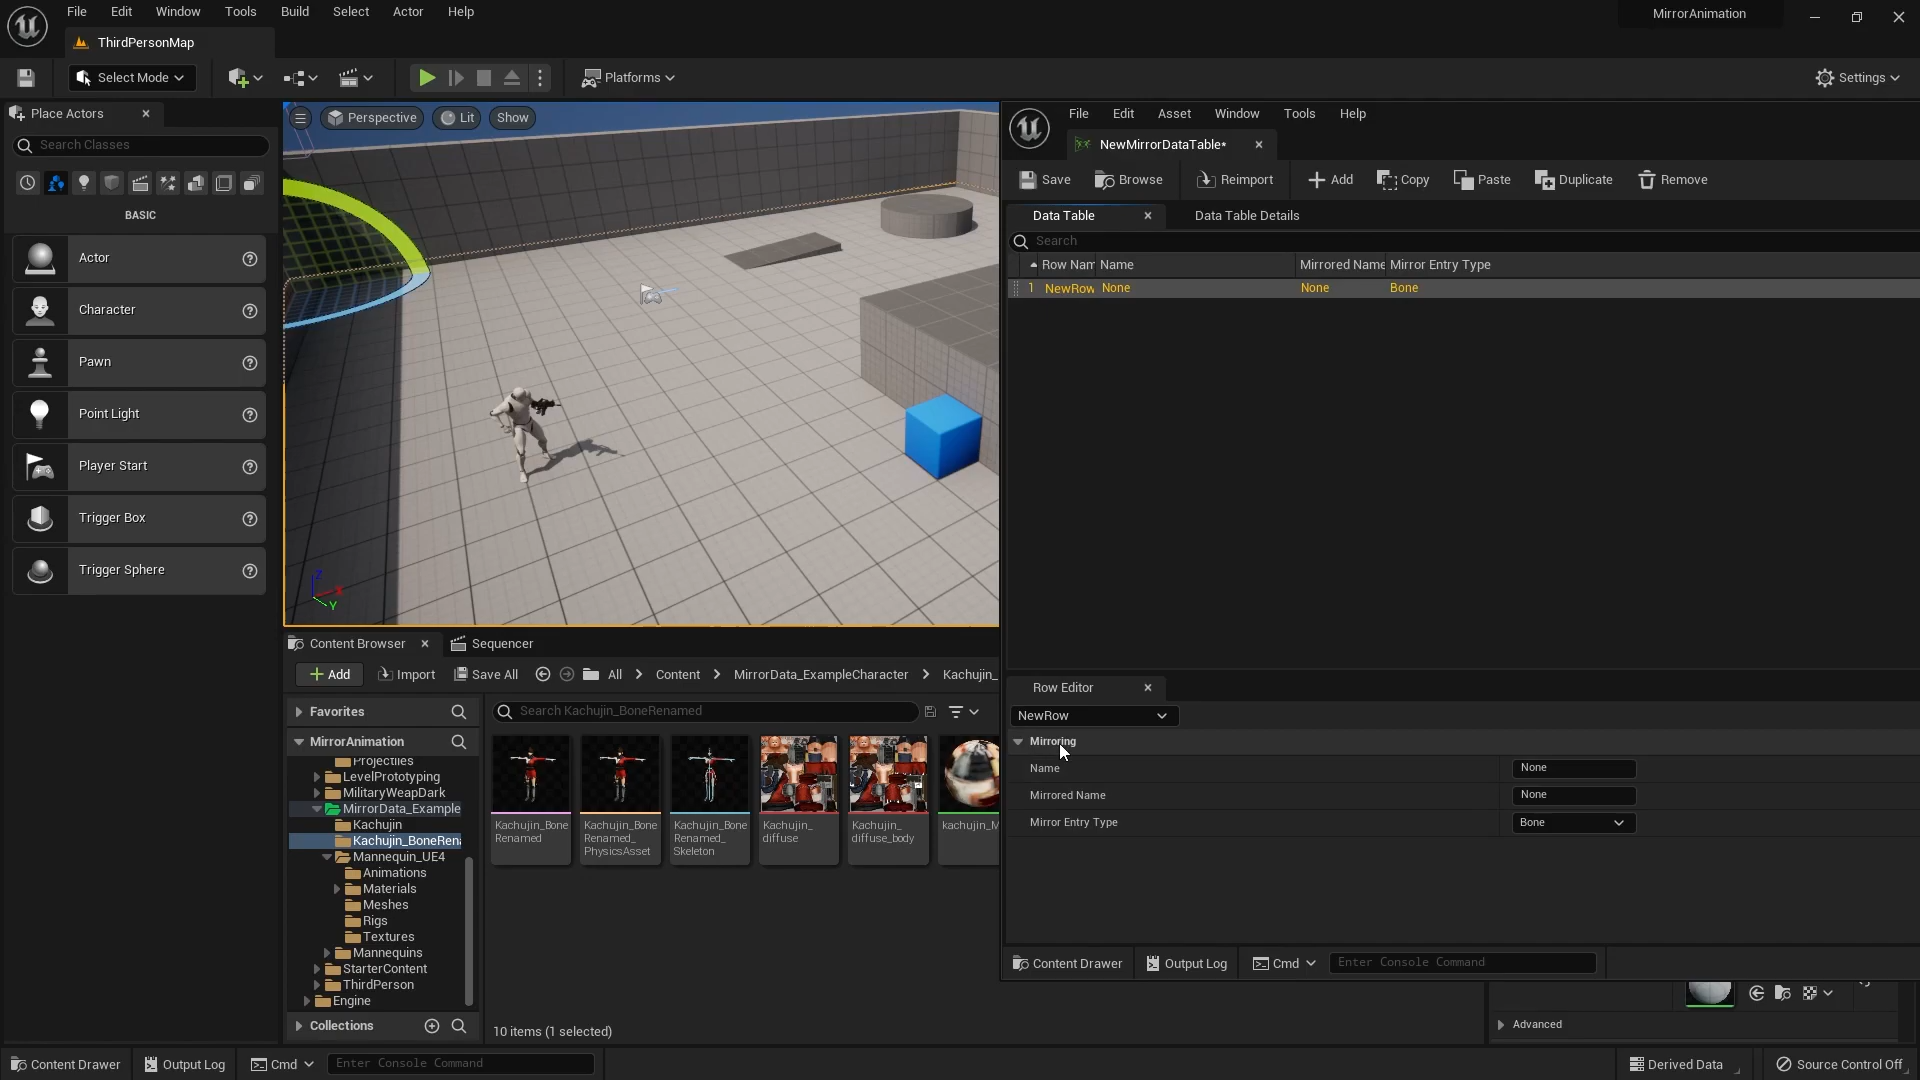 File Edit Window Tools Build Select Actor Help
MirrorAnimation
ThirdPersonMap
Select Mode
Platforms
Settings
Place Actors
Search Classes
BASIC
Actor
Character
Pawn
Point Light
Player Start
Trigger Box
Trigger Sphere
Perspective
Lit
Show
Z
X
Y
File Edit Asset Window Tools Help
NewMirrorDataTable*
Save Browse Reimport Add Copy Paste Duplicate Remove
Data Table
Data Table Details
Search
Row Nam Name Mirrored Name Mirror Entry Type
1 NewRow None None Bone
Row Editor
NewRow
Mirroring
Name None
Mirrored Name None
Mirror Entry Type Bone
Content Drawer
Output Log
Cmd
Enter Console Command
Content Browser
Sequencer
Add
Import
Save All
All > Content > MirrorData_ExampleCharacter > Kachujin_
Favorites
MirrorAnimation
Projectiles
LevelPrototyping
MilitaryWeapDark
MirrorData_Example
Kachujin
Kachujin_BoneRena
Mannequin_UE4
Animations
Materials
Meshes
Rigs
Textures
Mannequins
StarterContent
ThirdPerson
Engine
Collections
Search Kachujin_BoneRenamed
Kachujin_Bone
Renamed
Kachujin_Bone
Renamed_
PhysicsAsset
Kachujin_Bone
Renamed_
Skeleton
Kachujin_
diffuse
Kachujin_
diffuse_body
kachujin_M
10 items (1 selected)
Advanced
Content Drawer
Output Log
Cmd
Enter Console Command
Derived Data
Source Control Off